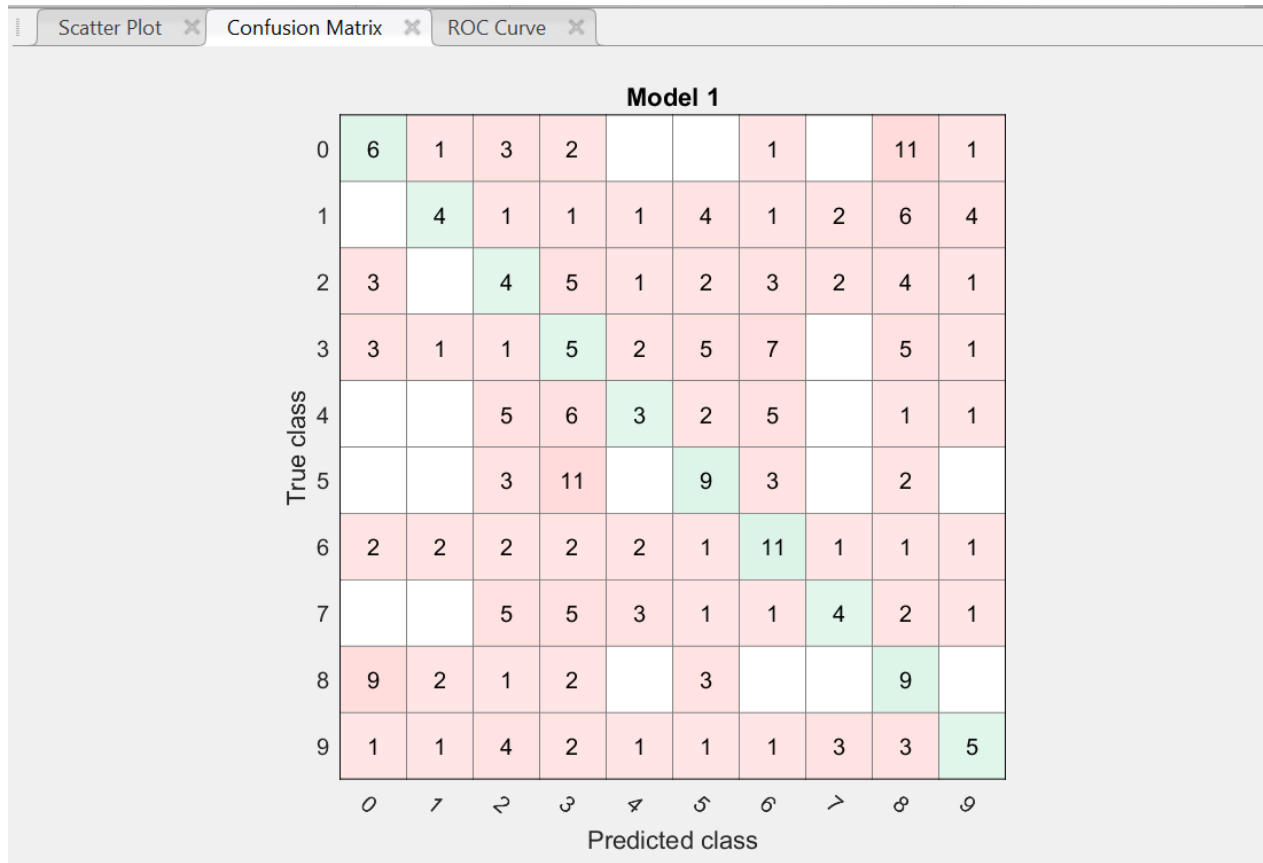 Scatter Plot Confusion Matrix ROC Curve
Model 1
0 6 1 3 2 1 11 1
1 4 1 1 1 4 1 2 6 4
2 3 4 5 1 2 3 2 4 1
3 3 1 1 5 2 5 7 5 1
True class
4 5 6 3 2 5 1 1
5 3 11 9 3 2
6 2 2 2 2 2 1 11 1 1 1
7 5 5 3 1 1 4 2 1
8 9 2 1 2 3 9
9 1 1 4 2 1 1 1 3 3 5
0 1 2 3 4 5 6 7 8 9
Predicted class